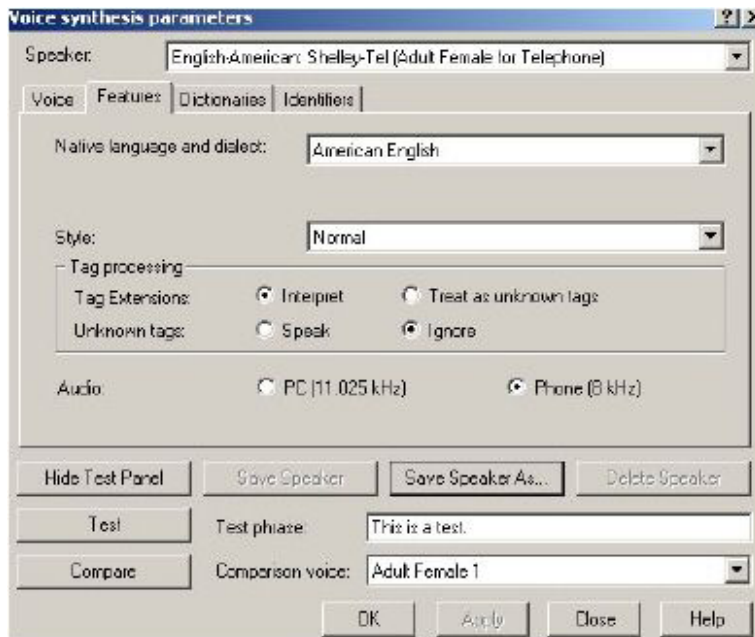 Voice synthesis parameters
Speaker: English-American: Shelley-Tel (Adult Female for Telephone)
Voice Features Dictionaries Identifiers
Native language and dialect: American English
Style: Normal
Tag processing
Tag Extensions: Interpret Treat as unknown tags
Unknown tags: Speak Ignore
Audio: PC (11.025 kHz) Phone (8 kHz)
Hide Test Panel Save Speaker Save Speaker As... Delete Speaker
Test Test phrase: This is a test.
Compare Comparison voice: Adult Female 1
OK Apply Close Help